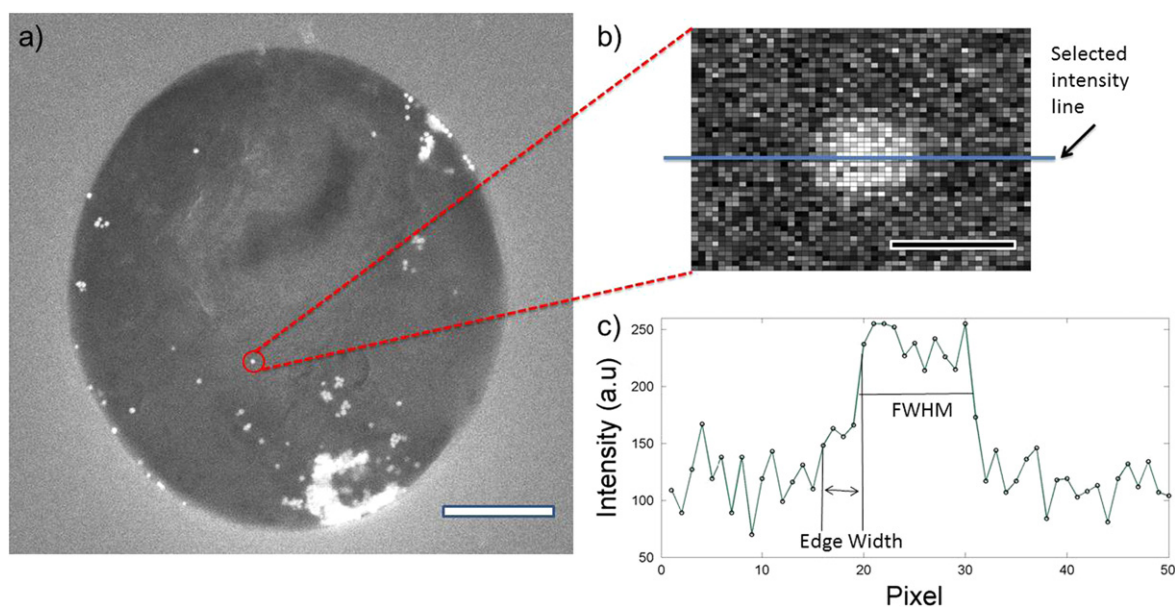 a)
b)
Selected
intensity
line
c)
250
200
150
100
50
Intensity (a.u)
FWHM
Edge Width
0
10
20
30
40
50
Pixel